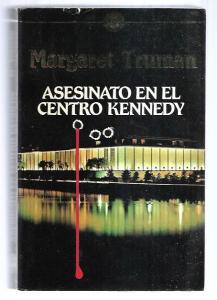 Margaret Truman
ASESINATO EN EL
CENTRO KENNEDY